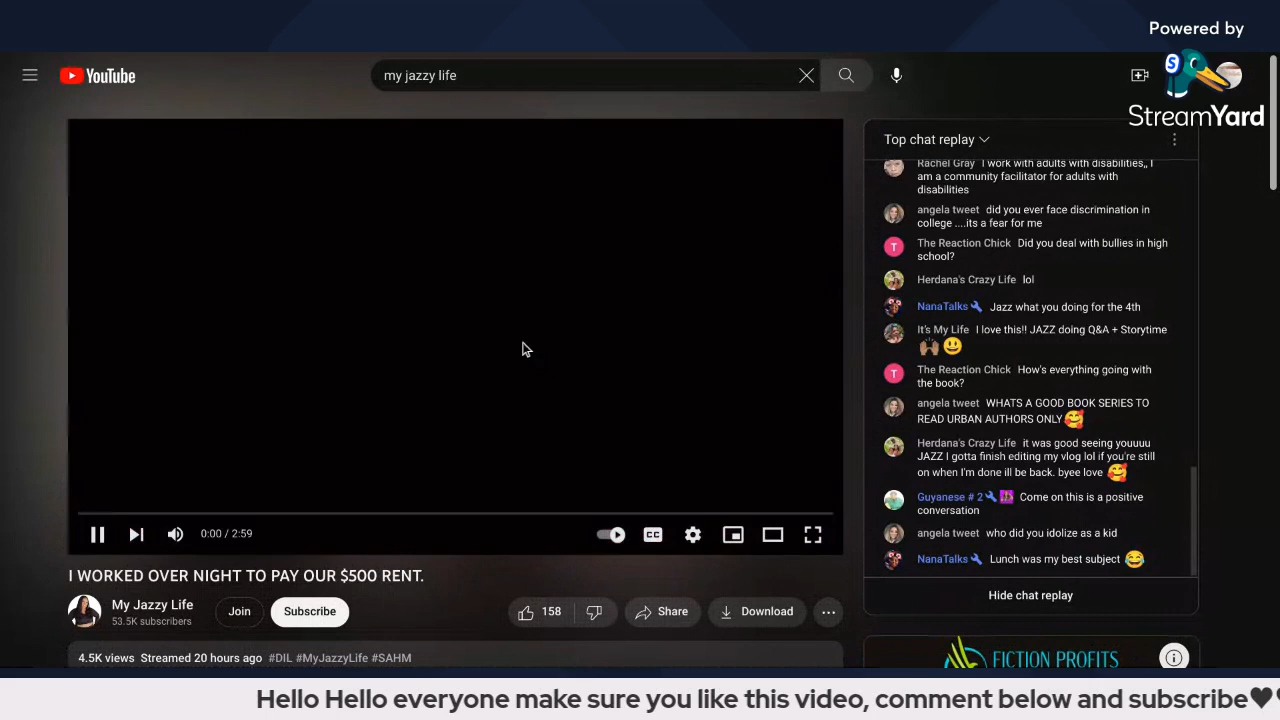 Powered by
StreamYard
YouTube
my jazzy life
Top chat replay
Rachel Gray I work with adults with disabilities,, I
am a community facilitator for adults with
disabilities
angela tweet did you ever face discrimination in
college ....its a fear for me
T The Reaction Chick Did you deal with bullies in high
school?
Herdana's Crazy Life lol
NanaTalks Jazz what you doing for the 4th
It's My Life I love this!! JAZZ doing Q&A + Storytime
🙌🏽😃
T The Reaction Chick How's everything going with
the book?
angela tweet WHATS A GOOD BOOK SERIES TO
READ URBAN AUTHORS ONLY 🥰
Herdana's Crazy Life it was good seeing youuuu
JAZZ I gotta finish editing my vlog lol if you're still
on when I'm done ill be back. byee love 🥰
Guyanese # 2 Come on this is a positive
conversation
angela tweet who did you idolize as a kid
NanaTalks Lunch was my best subject 😂
Hide chat replay
0:00 / 2:59
CC
I WORKED OVER NIGHT TO PAY OUR $500 RENT.
My Jazzy Life
53.5K subscribers
Join
Subscribe
158
Share
Download
4.5K views Streamed 20 hours ago #DIL #MyJazzyLife #SAHM
FICTION PROFITS
Hello Hello everyone make sure you like this video, comment below and subscribe♥